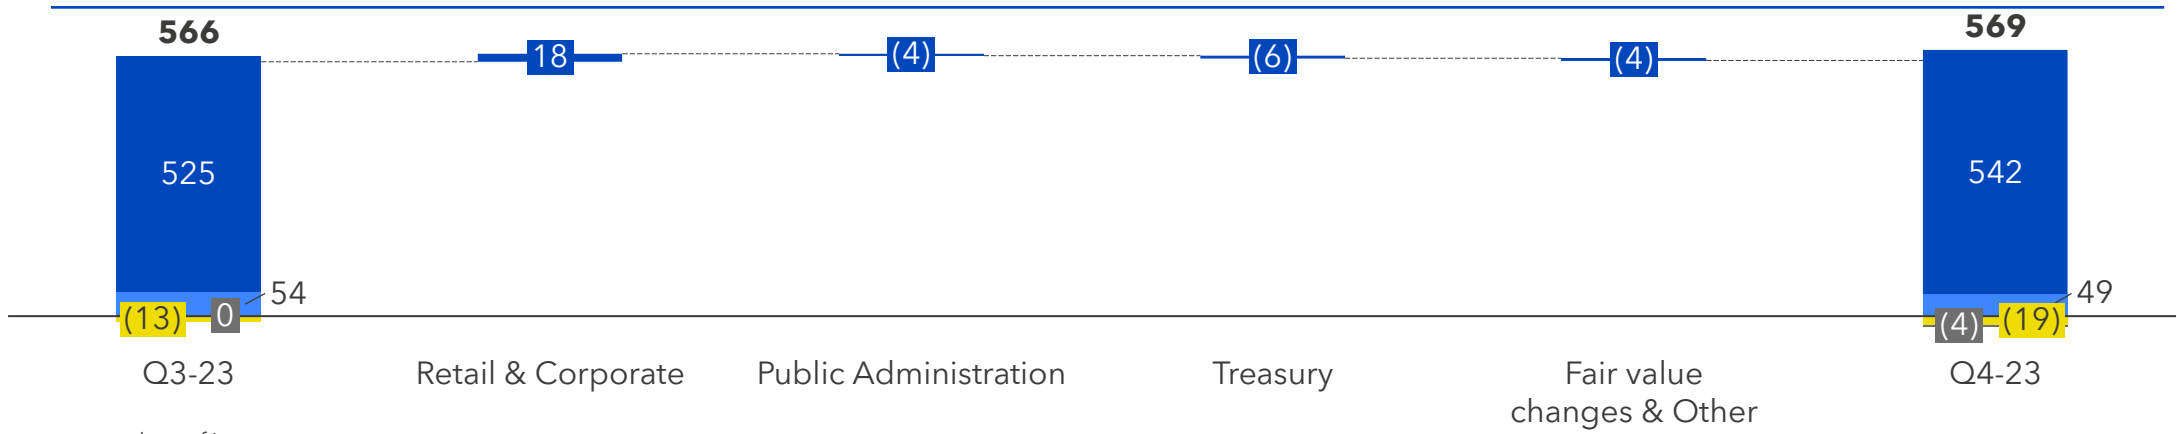 566
569
18
(4)
(6)
(4)
525
542
54
49
(13)
0
(4)
(19)
Q3-23
Retail & Corporate
Public Administration
Treasury
Fair value
changes & Other
Q4-23